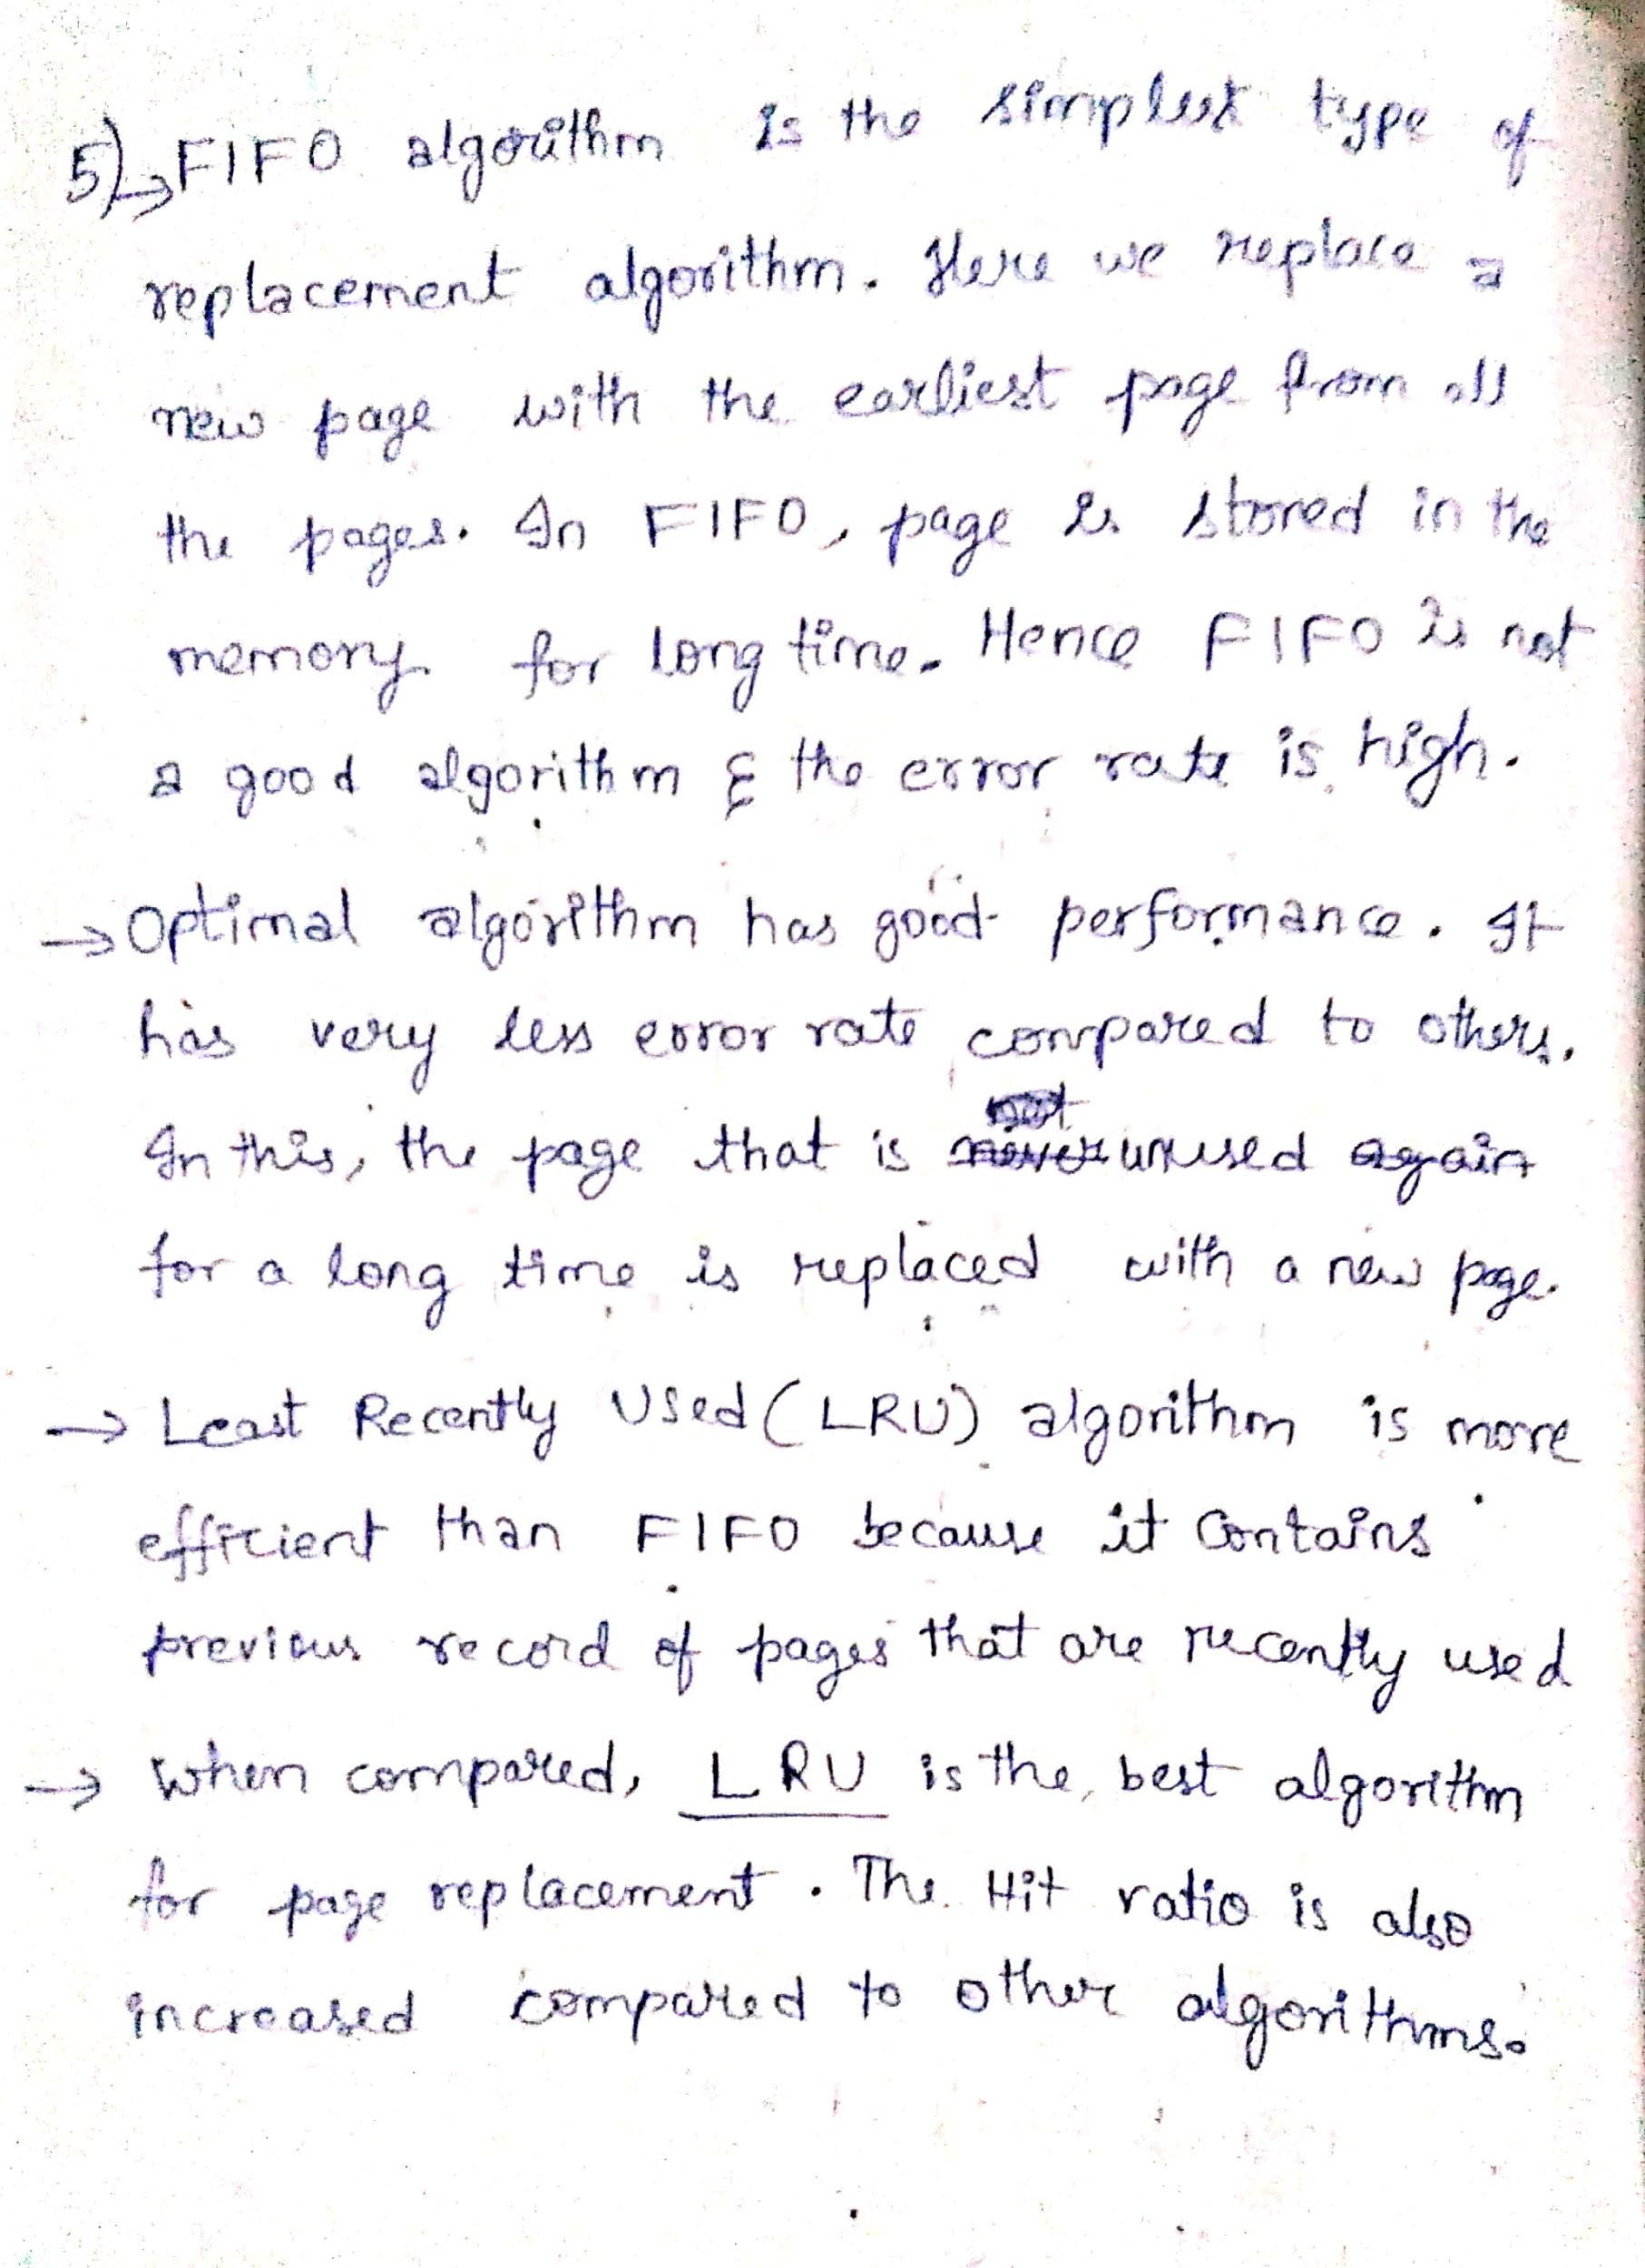 5)→FIFO algorithm is the simplest type of
replacement algorithm. Here we replace a
new page with the earliest page from all
the pages. In FIFO, page is stored in the
memory for long time. Hence FIFO is not
a good algorithm & the error rate is high.
→ Optimal algorithm has good performance. It
has very less error rate compared to others.
not
In this, the page that is never unused again
for a long time is replaced with a new page.
→ Least Recently Used (LRU) algorithm is more
efficient than FIFO because it contains
previous record of pages that are recently used
→ When compared, LRU is the best algorithm
for page replacement. The Hit ratio is also
increased compared to other algorithms.